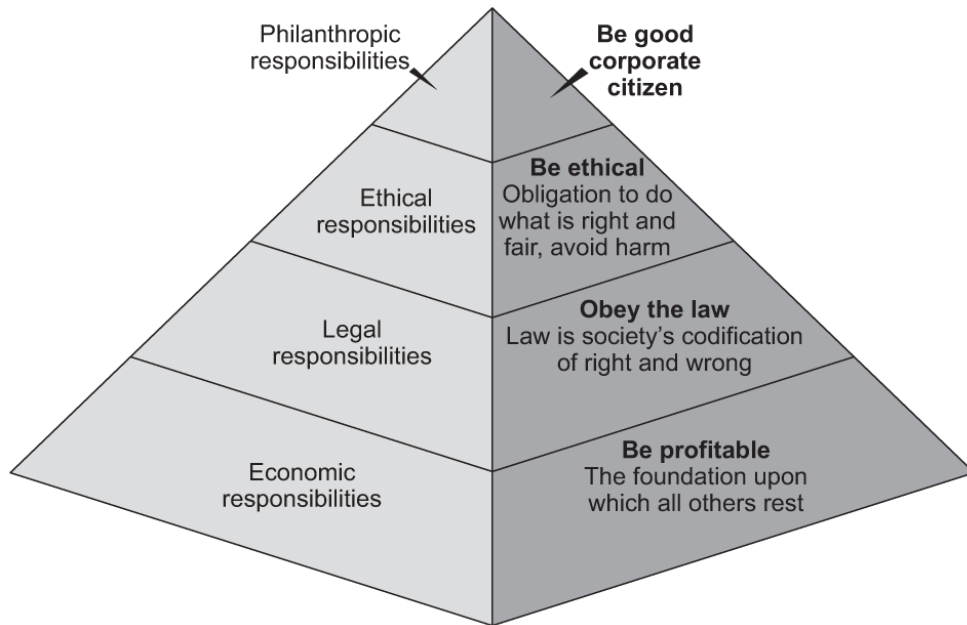 Philanthropic
responsibilities
Be good
corporate
citizen
Ethical
responsibilities
Be ethical
Obligation to do
what is right and
fair, avoid harm
Legal
responsibilities
Obey the law
Law is society’s codification
of right and wrong
Economic
responsibilities
Be profitable
The foundation upon
which all others rest